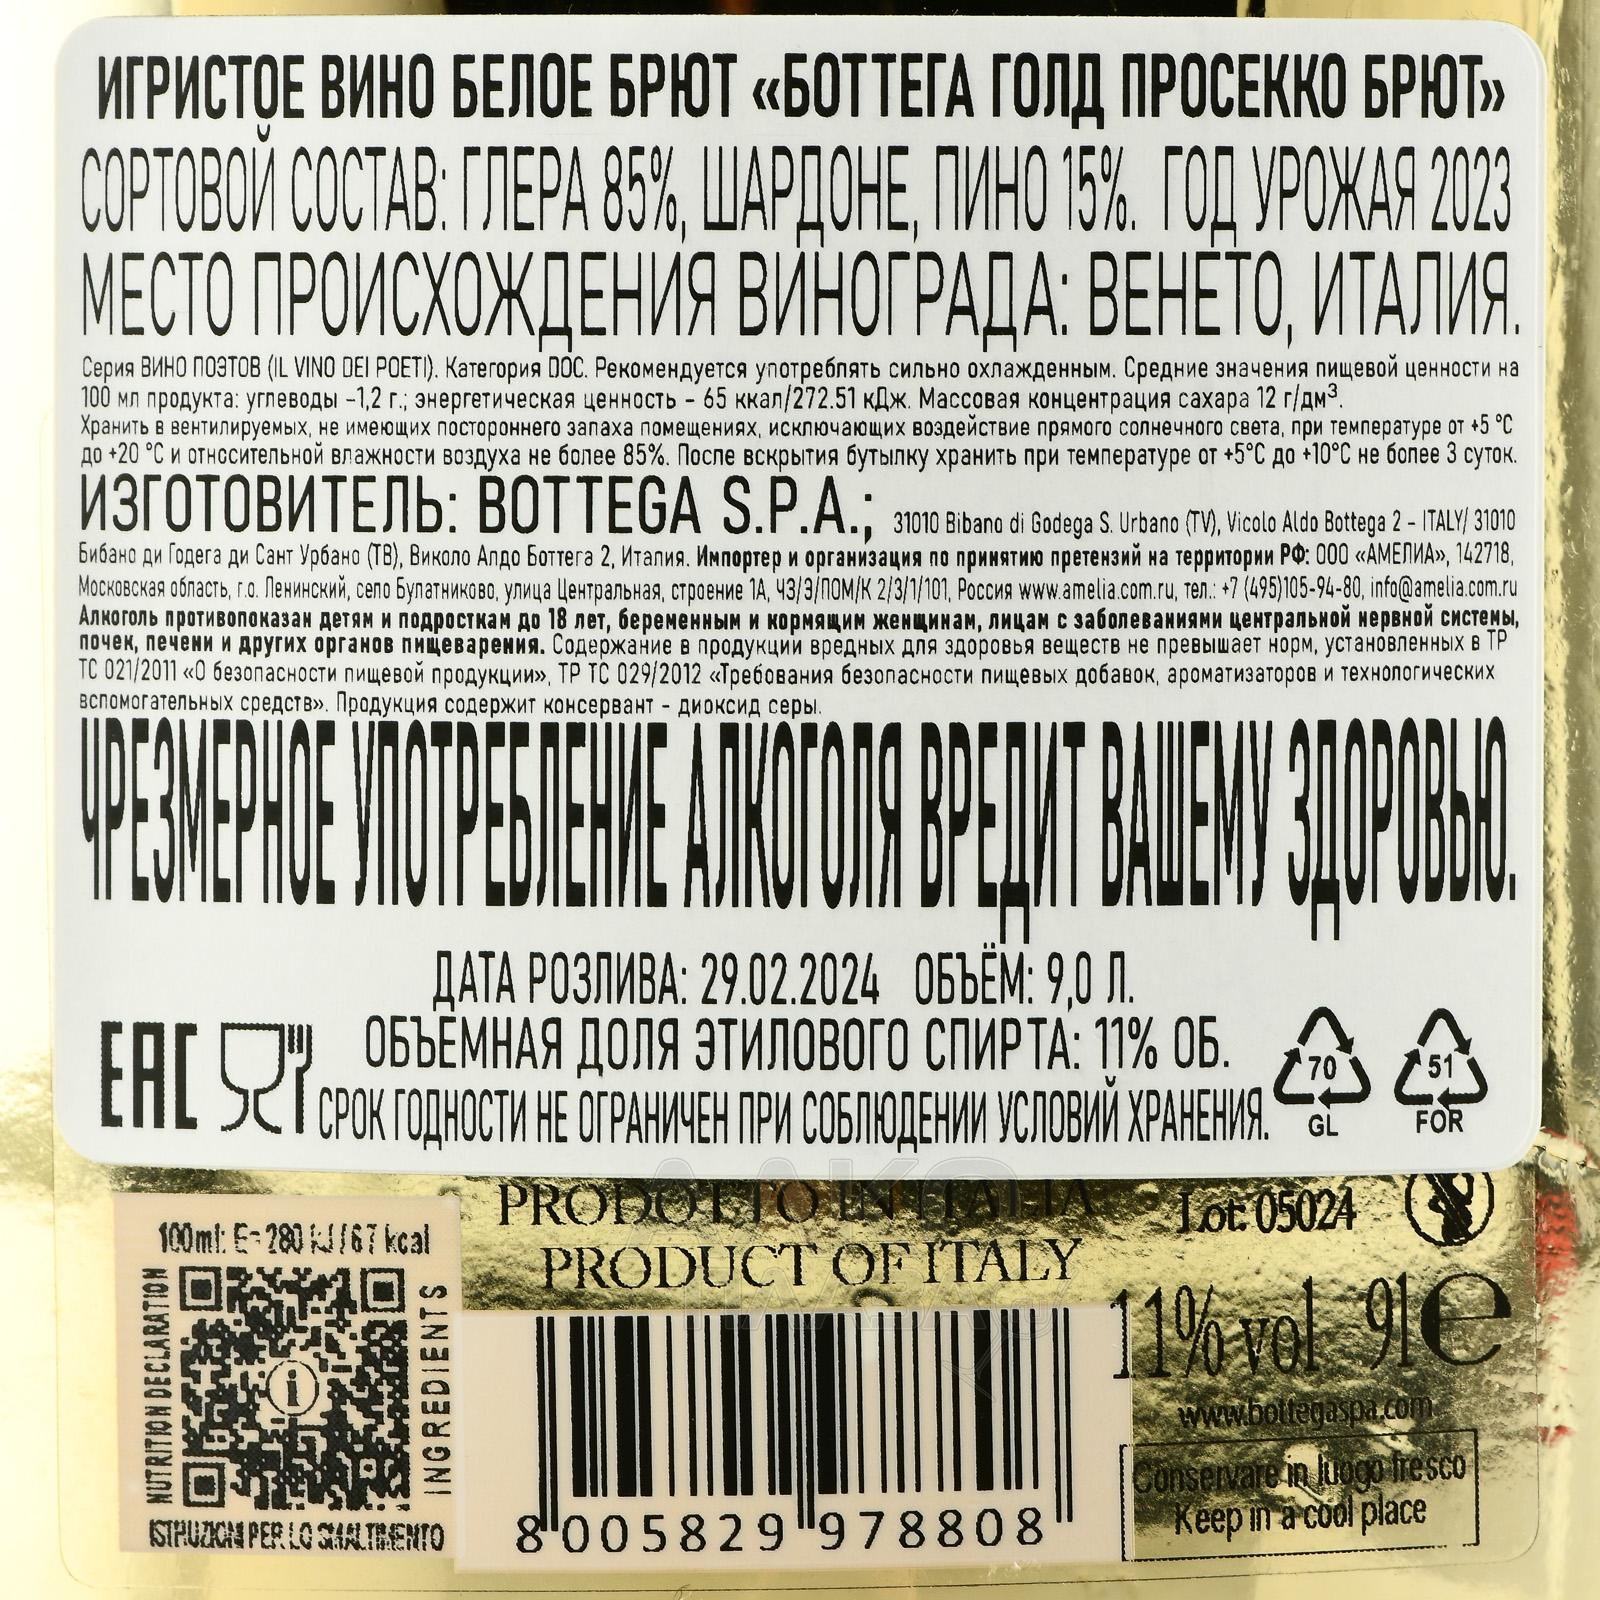 ИГРИСТОЕ ВИНО БЕЛОЕ БРЮТ «БОТТЕГА ГОЛД ПРОСЕККО БРЮТ»
СОРТОВОЙ СОСТАВ: ГЛЕРА 85%, ШАРДОНЕ, ПИНО 15%. ГОД УРОЖАЯ 2023
МЕСТО ПРОИСХОЖДЕНИЯ ВИНОГРАДА: ВЕНЕТО, ИТАЛИЯ.
Серия ВИНО ПОЭТОВ (IL VINO DEI POETI). Категория DOC. Рекомендуется употреблять сильно охлажденным. Средние значения пищевой ценности на
100 мл продукта: углеводы –1,2 г.; энергетическая ценность – 65 ккал/272.51 кДж. Массовая концентрация сахара 12 г/дм³.
Хранить в вентилируемых, не имеющих постороннего запаха помещениях, исключающих воздействие прямого солнечного света, при температуре от +5 °C
до +20 °C и относительной влажности воздуха не более 85%. После вскрытия бутылку хранить при температуре от +5°C до +10°C не более 3 суток.
ИЗГОТОВИТЕЛЬ: BOTTEGA S.P.A.; 31010 Bibano di Godega S. Urbano (TV), Vicolo Aldo Bottega 2 – ITALY/ 31010
Бибано ди Годега ди Сант Урбано (ТВ), Виколо Алдо Боттега 2, Италия. Импортер и организация по принятию претензий на территории РФ: ООО «АМЕЛИА», 142718,
Московская область, г.о. Ленинский, село Булатниково, улица Центральная, строение 1А, ЧЗ/Э/ПОМ/К 2/3/1/101, Россия www.amelia.com.ru, тел.: +7 (495)105-94-80, info@amelia.com.ru
Алкоголь противопоказан детям и подросткам до 18 лет, беременным и кормящим женщинам, лицам с заболеваниями центральной нервной системы,
почек, печени и других органов пищеварения. Содержание в продукции вредных для здоровья веществ не превышает норм, установленных в ТР
ТС 021/2011 «О безопасности пищевой продукции», ТР ТС 029/2012 «Требования безопасности пищевых добавок, ароматизаторов и технологических
вспомогательных средств». Продукция содержит консервант – диоксид серы.
ЧРЕЗМЕРНОЕ УПОТРЕБЛЕНИЕ АЛКОГОЛЯ ВРЕДИТ ВАШЕМУ ЗДОРОВЬЮ.
ДАТА РОЗЛИВА: 29.02.2024 ОБЪЁМ: 9,0 Л.
ОБЪЕМНАЯ ДОЛЯ ЭТИЛОВОГО СПИРТА: 11% ОБ.
EAC
СРОК ГОДНОСТИ НЕ ОГРАНИЧЕН ПРИ СОБЛЮДЕНИИ УСЛОВИЙ ХРАНЕНИЯ.
70
GL
51
FOR
PRODOTTO IN ITALIA
PRODUCT OF ITALY
Lot: 05024
100ml: E= 280 kJ / 67 kcal
NUTRITION DECLARATION
INGREDIENTS
i
ISTRUZIONI PER LO SMALTIMENTO
8 005829 978808
11% vol 9l e
www.bottegaspa.com
Conservare in luogo fresco
Keep in a cool place